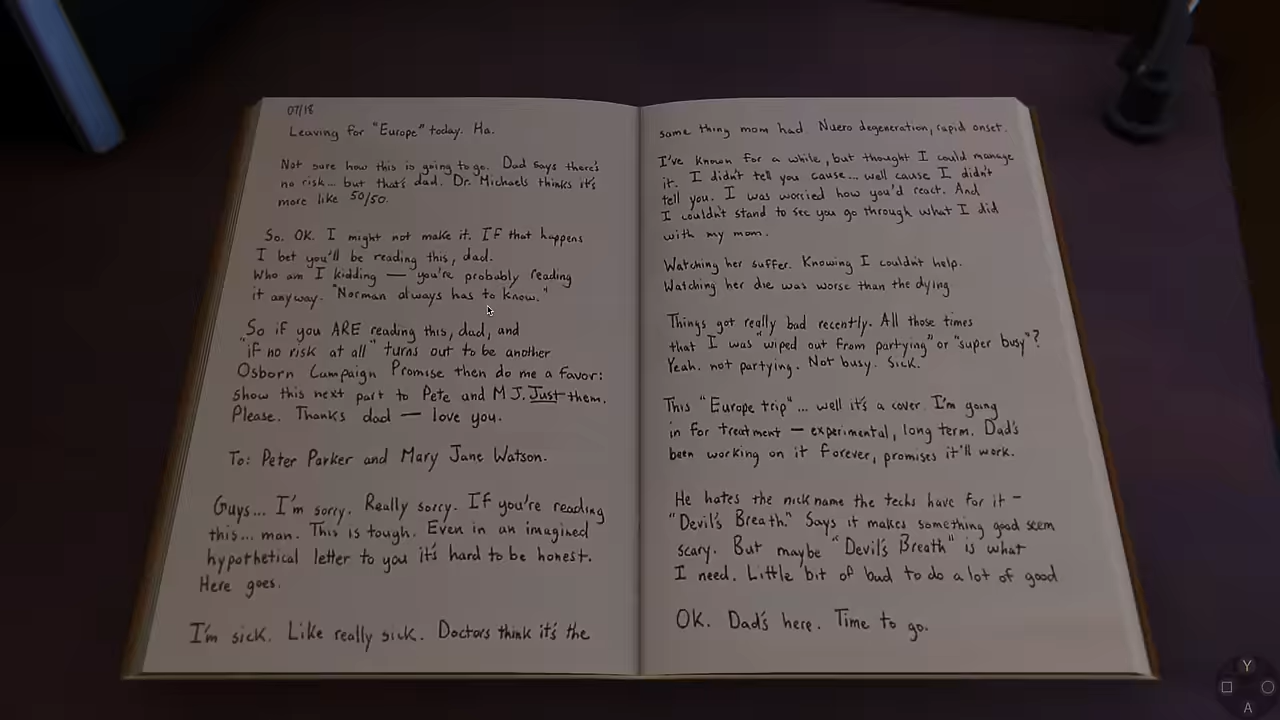 07/18
Leaving for "Europe" today. Ha.
Not sure how this is going to go. Dad says there's
no risk... but that's dad. Dr. Michaels thinks it's
more like 50/50.
So. OK. I might not make it. IF that happens
I bet you'll be reading this, dad.
Who am I kidding — you're probably reading
it anyway. "Norman always has to know."
So if you ARE reading this, dad, and
"if no risk at all" turns out to be another
Osborn Campaign Promise then do me a favor:
show this next part to Pete and MJ. Just them.
Please. Thanks dad — love you.
To: Peter Parker and Mary Jane Watson.
Guys... I'm sorry. Really sorry. If you're reading
this... man. This is tough. Even in an imagined
hypothetical letter to you it's hard to be honest.
Here goes.
I'm sick. Like really sick. Doctors think it's the
same thing mom had. Nuero degeneration, rapid onset.
I've known for a while, but thought I could manage
it. I didn't tell you cause... well cause I didn't
tell you. I was worried how you'd react. And
I couldn't stand to see you go through what I did
with my mom.
Watching her suffer. Knowing I couldn't help.
Watching her die was worse than the dying
Things got really bad recently. All those times
that I was "wiped out from partying" or "super busy"?
Yeah. not partying. Not busy. Sick.
This "Europe trip"... well it's a cover. I'm going
in for treatment — experimental, long term. Dad's
been working on it forever, promises it'll work.
He hates the nickname the techs have for it –
"Devil's Breath." Says it makes something good seem
scary. But maybe "Devil's Breath" is what
I need. Little bit of bad to do a lot of good
OK. Dad's here. Time to go.
Y
A